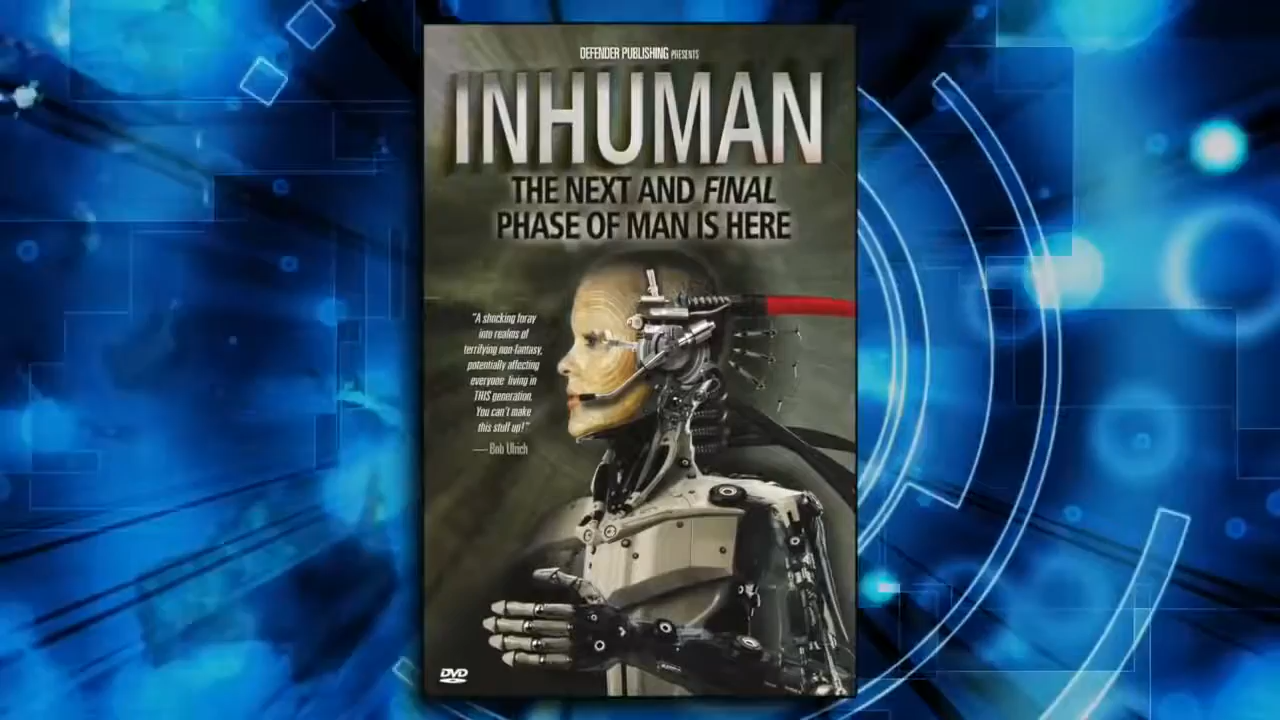 DEFENDER PUBLISHING PRESENTS
INHUMAN
THE NEXT AND FINAL
PHASE OF MAN IS HERE
"A shocking foray
into realms of
terrifying non-fantasy,
potentially affecting
everyone living in
THIS generation.
You can't make
this stuff up!"
— Bob Ulrich
DVD